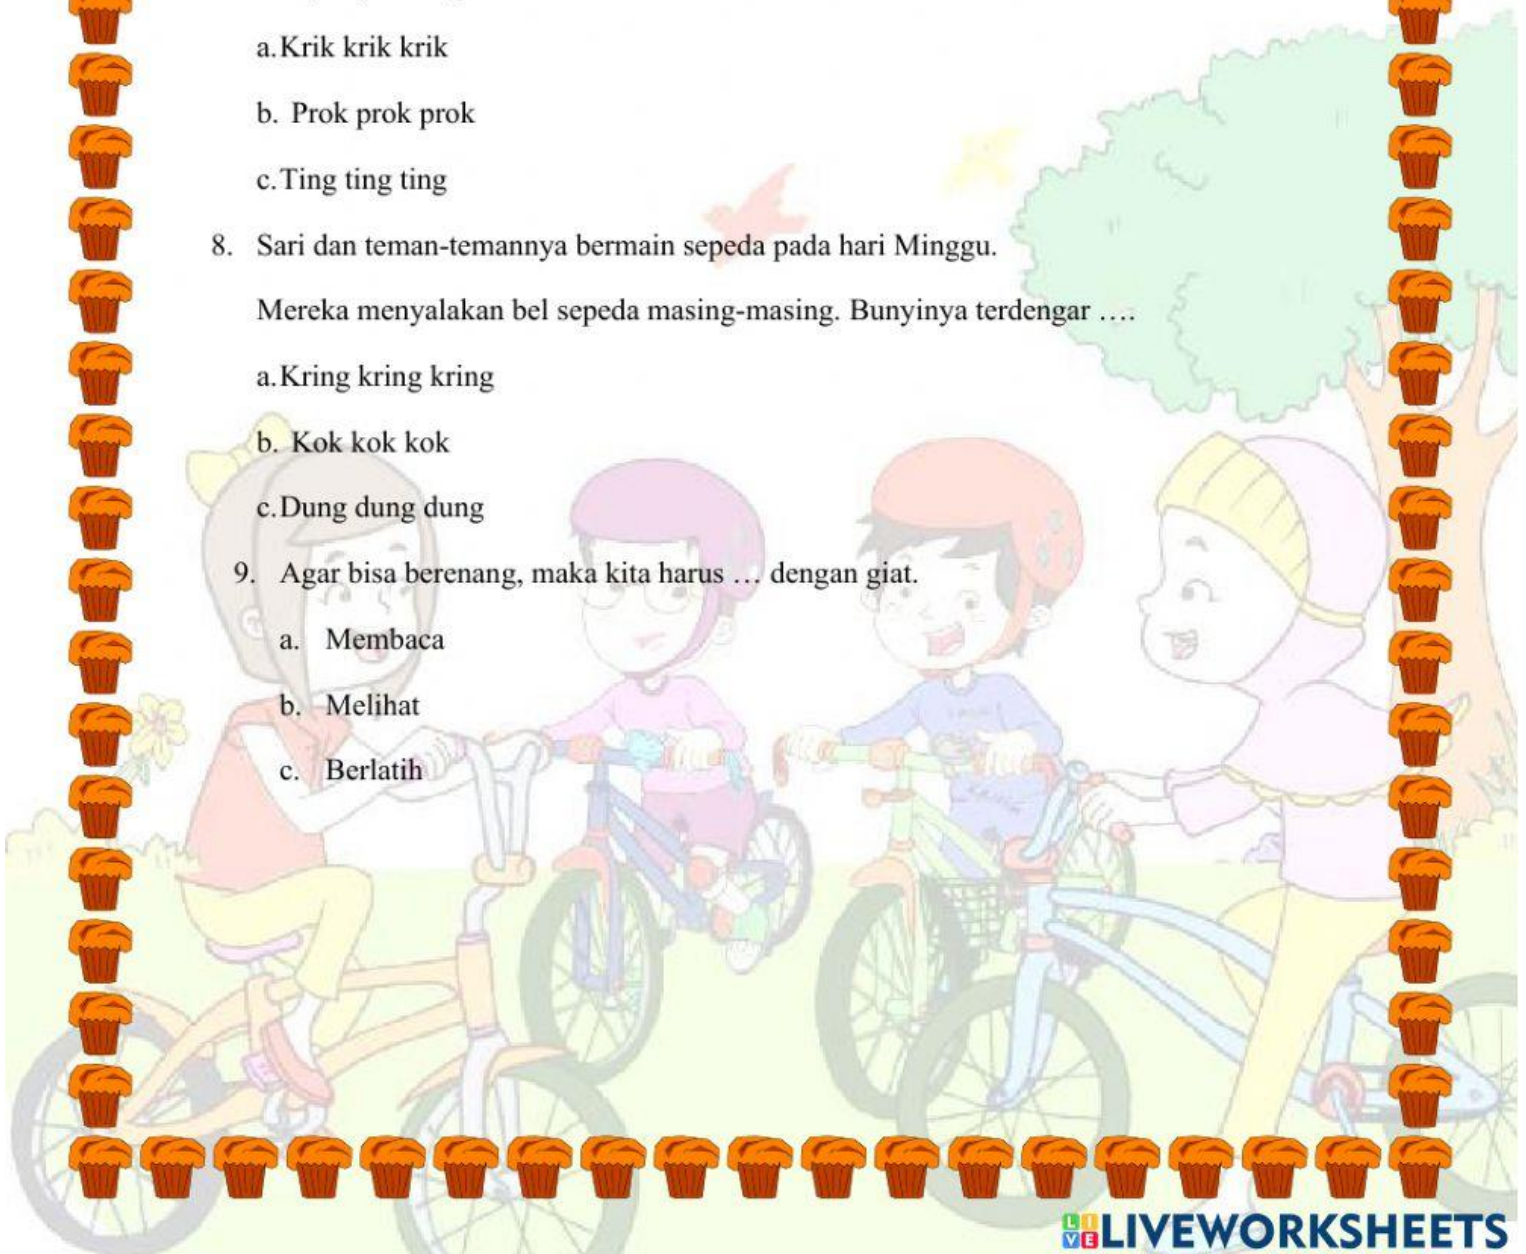 a. Krik krik krik
b. Prok prok prok
c. Ting ting ting
8. Sari dan teman-temannya bermain sepeda pada hari Minggu.
Mereka menyalakan bel sepeda masing-masing. Bunyinya terdengar ….
a. Kring kring kring
b. Kok kok kok
c. Dung dung dung
9. Agar bisa berenang, maka kita harus … dengan giat.
a. Membaca
b. Melihat
c. Berlatih
LIVE LIVEWORKSHEETS